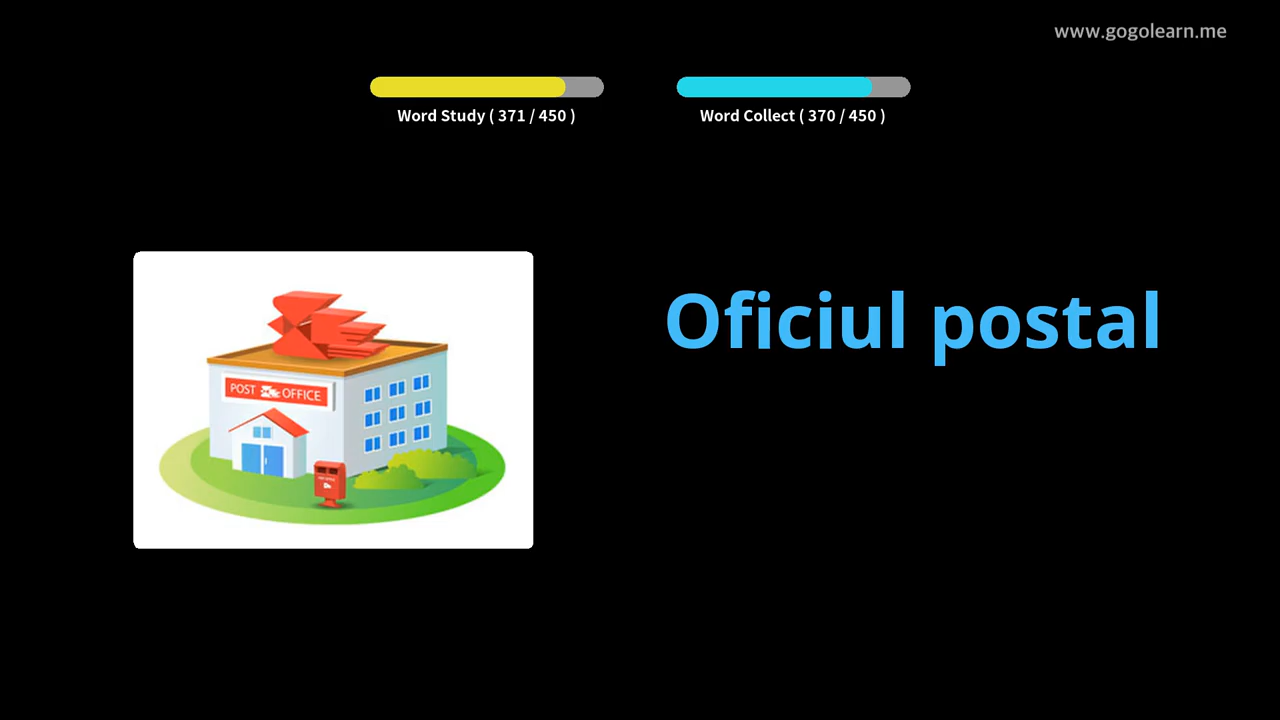 www.gogolearn.me
Word Study ( 371 / 450 )
Word Collect ( 370 / 450 )
Oficiul postal
POST OFFICE